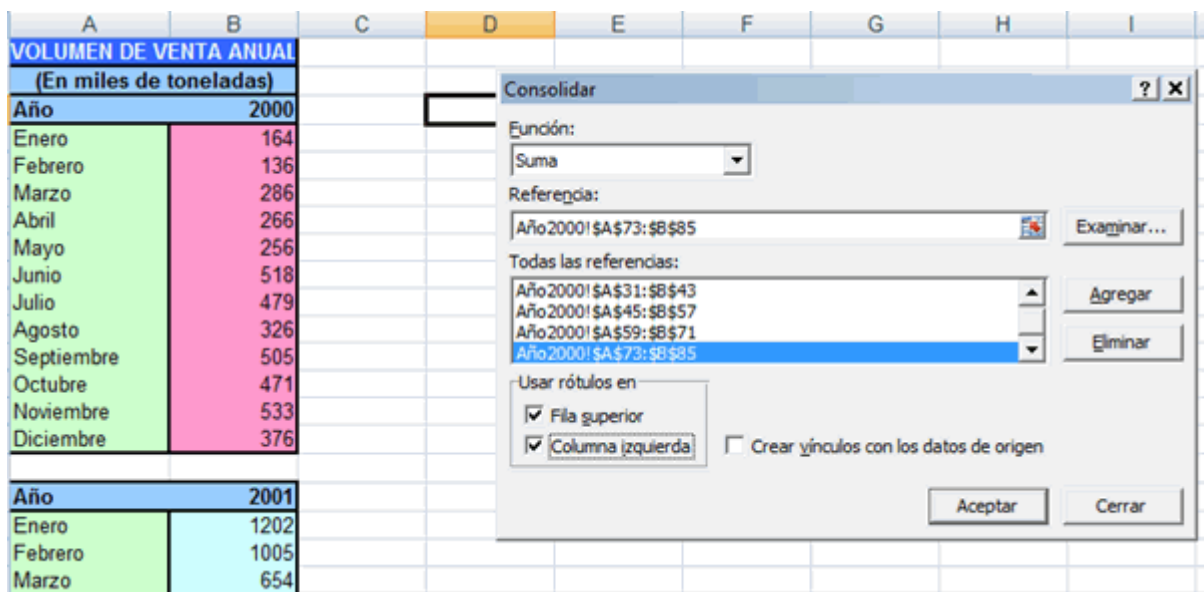 A B C D E F G H I
VOLUMEN DE VENTA ANUAL
(En miles de toneladas)
Año 2000
Enero 164
Febrero 136
Marzo 286
Abril 266
Mayo 256
Junio 518
Julio 479
Agosto 326
Septiembre 505
Octubre 471
Noviembre 533
Diciembre 376
Año 2001
Enero 1202
Febrero 1005
Marzo 654
Consolidar
Función:
Suma
Referencia:
Año2000!$A$73:$B$85
Examinar...
Todas las referencias:
Año2000!$A$31:$B$43
Año2000!$A$45:$B$57
Año2000!$A$59:$B$71
Año2000!$A$73:$B$85
Agregar
Eliminar
Usar rótulos en
Fila superior
Columna izquierda
Crear vínculos con los datos de origen
Aceptar Cerrar